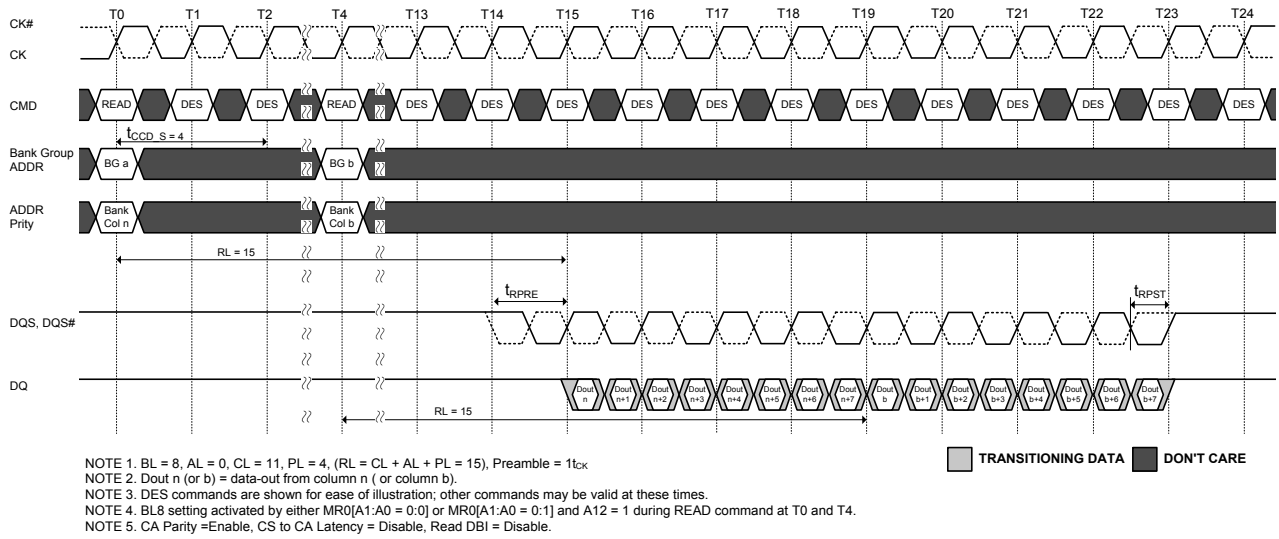 T0 T1 T2 T4 T13 T14 T15 T16 T17 T18 T19 T20 T21 T22 T23 T24
CK#
CK
CMD READ DES DES READ DES DES DES DES DES DES DES DES DES DES DES DES
tCCD_S = 4
Bank Group
ADDR
BG a BG b
ADDR
Prity
Bank
Col n
Bank
Col b
RL = 15
tRPRE tRPST
DQS, DQS#
DQ
Dout
n
Dout
n+1
Dout
n+2
Dout
n+3
Dout
n+4
Dout
n+5
Dout
n+6
Dout
n+7
Dout
b
Dout
b+1
Dout
b+2
Dout
b+3
Dout
b+4
Dout
b+5
Dout
b+6
Dout
b+7
RL = 15
TRANSITIONING DATA DON'T CARE
NOTE 1. BL = 8, AL = 0, CL = 11, PL = 4, (RL = CL + AL + PL = 15), Preamble = 1tCK
NOTE 2. Dout n (or b) = data-out from column n ( or column b).
NOTE 3. DES commands are shown for ease of illustration; other commands may be valid at these times.
NOTE 4. BL8 setting activated by either MR0[A1:A0 = 0:0] or MR0[A1:A0 = 0:1] and A12 = 1 during READ command at T0 and T4.
NOTE 5. CA Parity =Enable, CS to CA Latency = Disable, Read DBI = Disable.